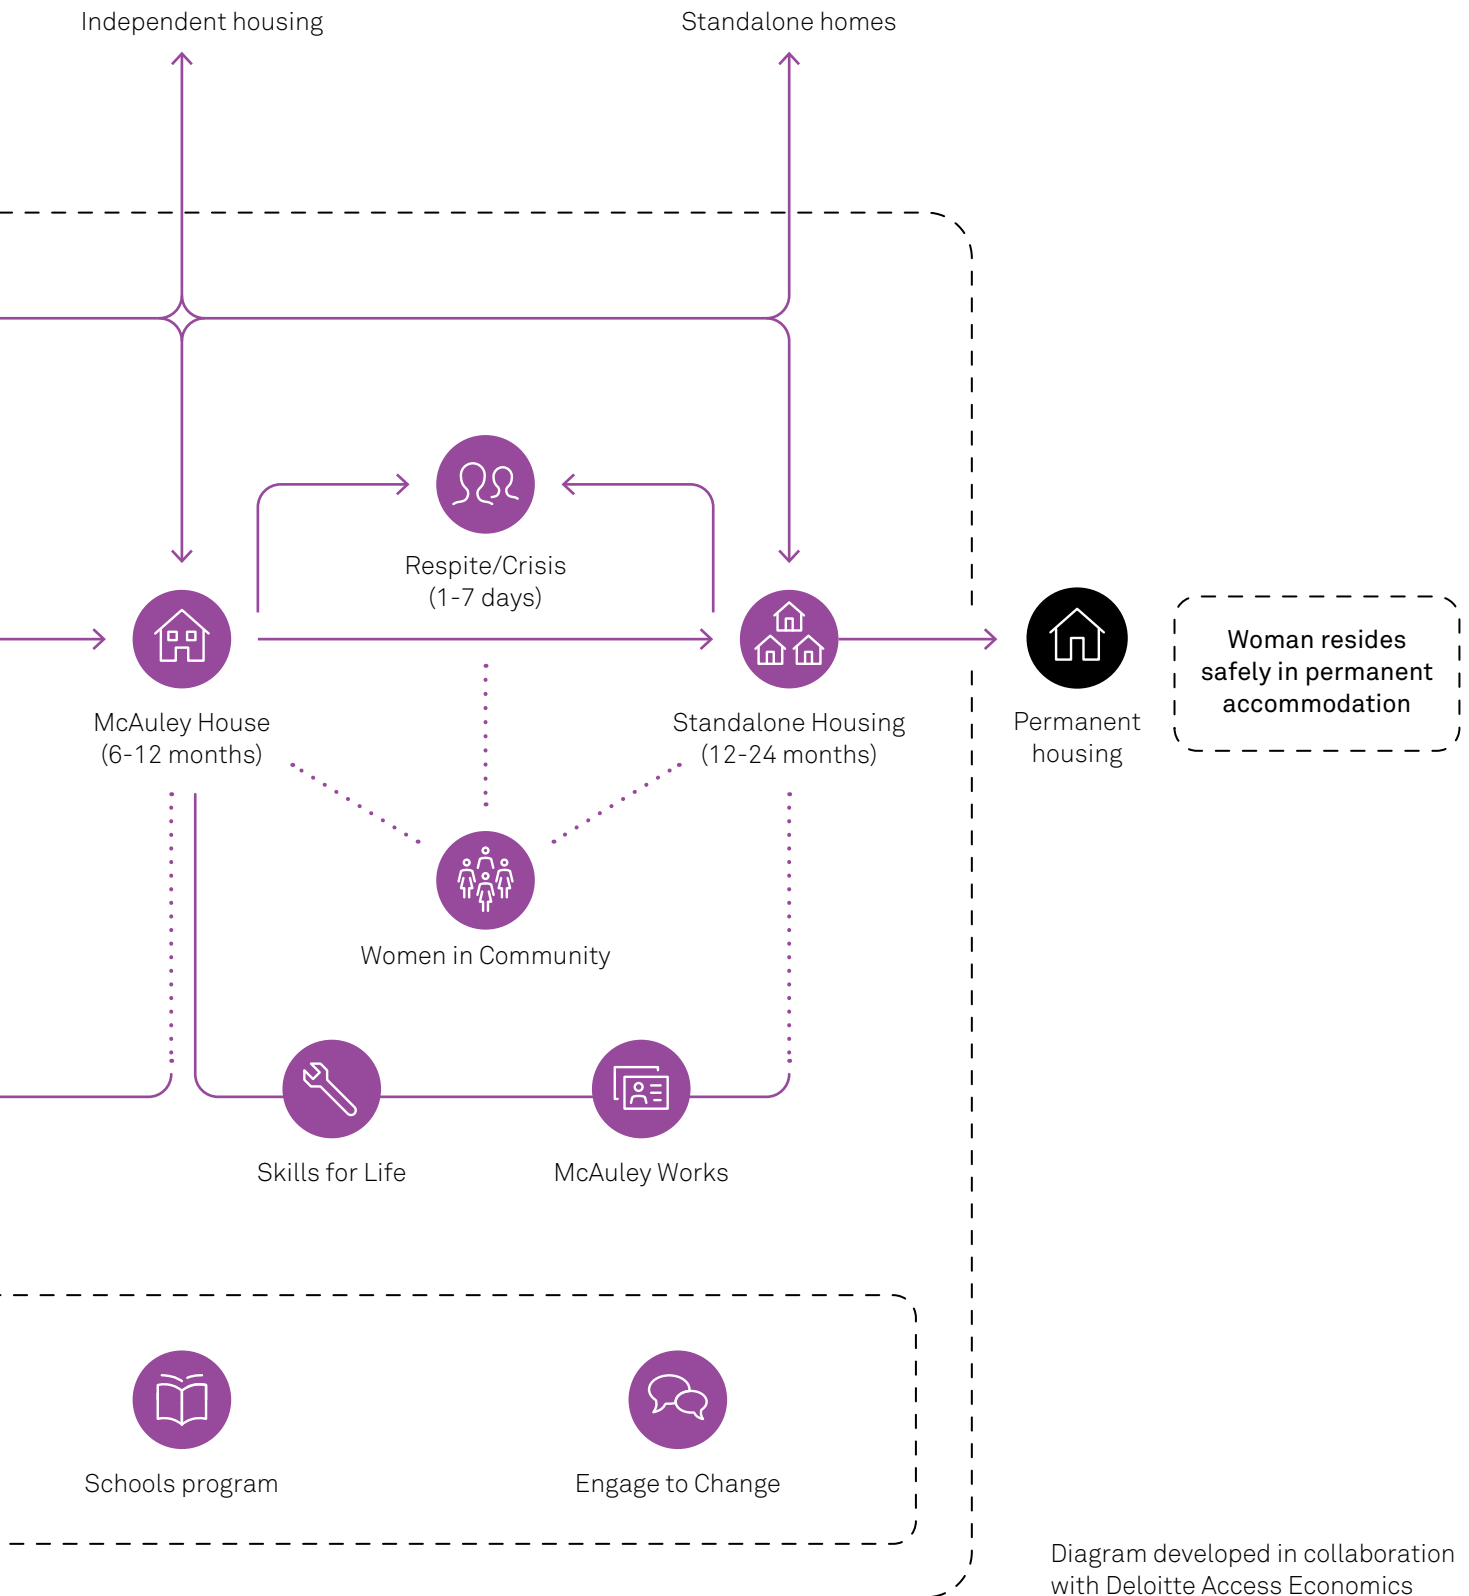 Independent housing
Standalone homes
Respite/Crisis
(1-7 days)
McAuley House
(6-12 months)
Standalone Housing
(12-24 months)
Permanent
housing
Woman resides
safely in permanent
accommodation
Women in Community
Skills for Life
McAuley Works
Schools program
Engage to Change
Diagram developed in collaboration
with Deloitte Access Economics